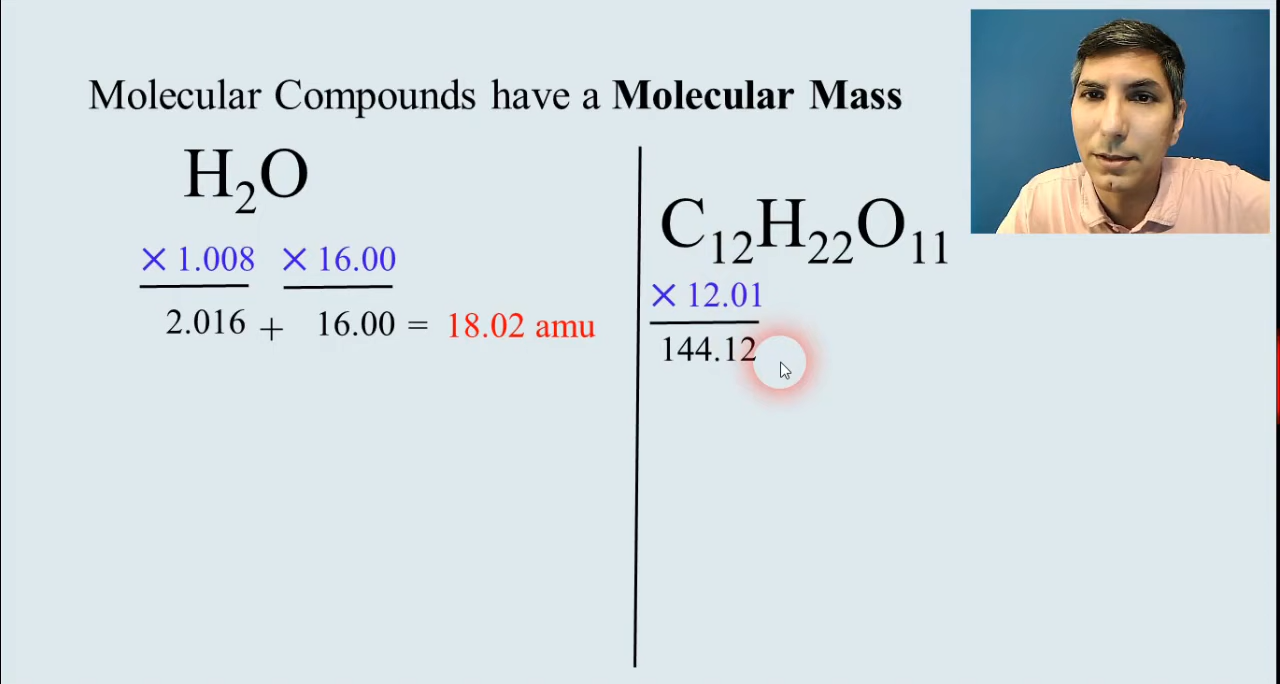 Molecular Compounds have a Molecular Mass
H₂O
× 1.008 × 16.00
2.016 + 16.00 = 18.02 amu
C₁₂H₂₂O₁₁
× 12.01
144.12